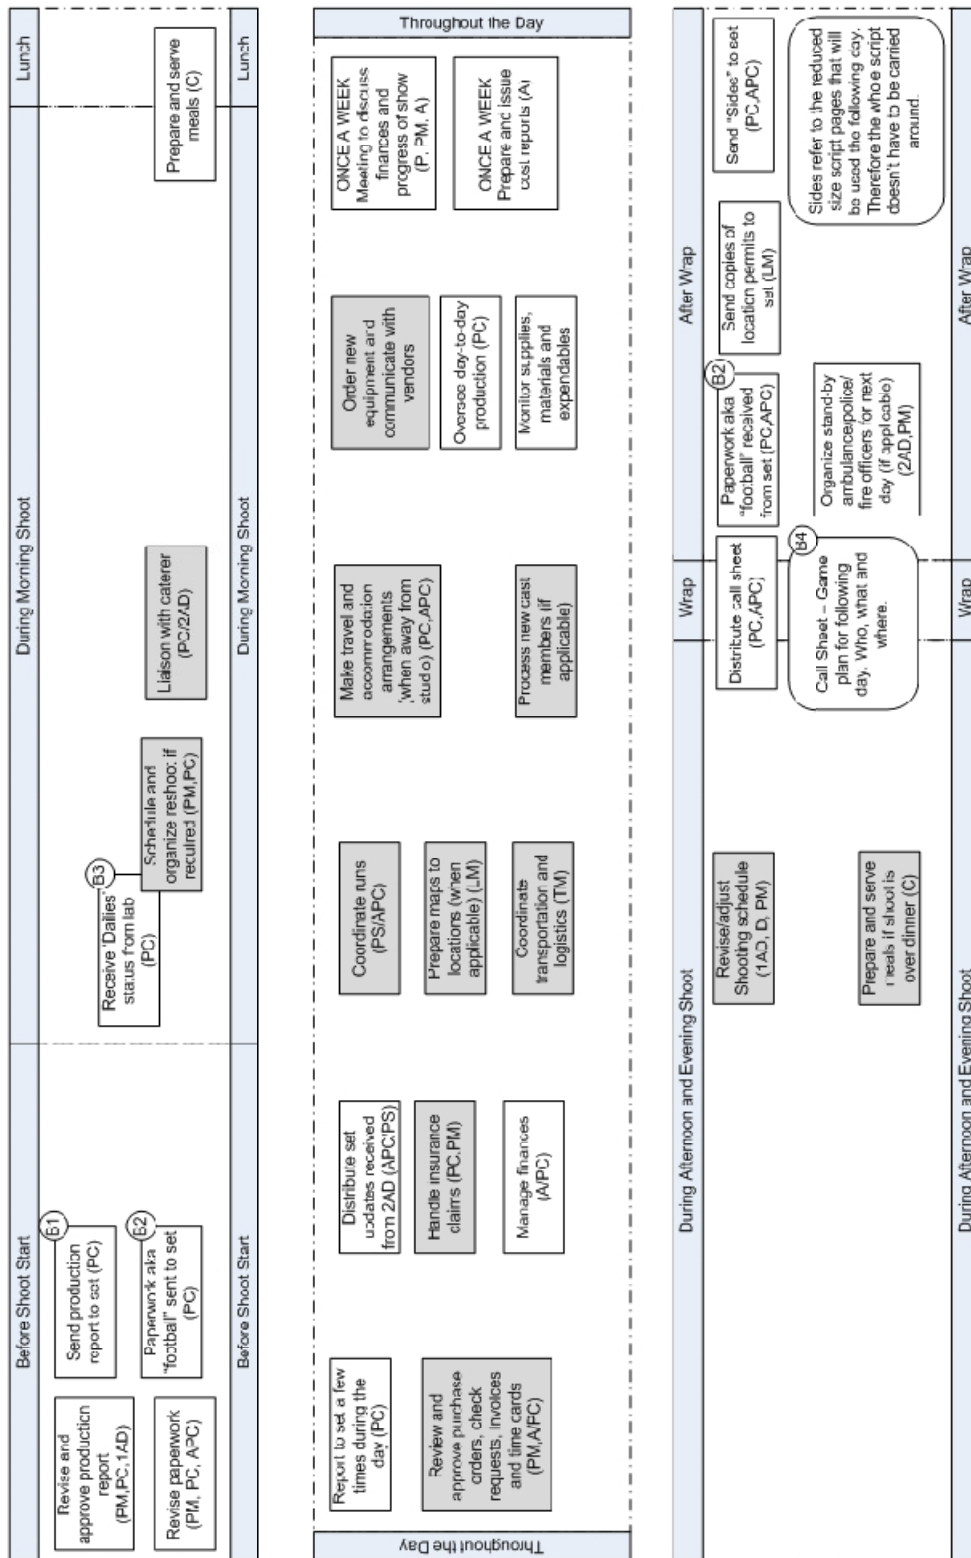 Before Shoot Start
During Morning Shoot
Lunch
Revise and
approve production
report
(PM,PC,1AD)
B1
Send production
report to set (PC)
Revise paperwork
(PM, PC, APC)
B2
Paperwork aka
"football" sent to set
(PC)
B3
Receive 'Dailies'
status from lab
(PC)
Schedule and
organize reshoot if
required (PM,PC)
Liaison with caterer
(PC/2AD)
Prepare and serve
meals (C)
Before Shoot Start
During Morning Shoot
Lunch
Throughout the Day
Throughout the Day
Report to set a few
times during the
day (PC)
Review and
approve purchase
orders, check
requests, invoices
and time cards
(PM,A/PC)
Distribute set
updates received
from 2AD (APC/PS)
Handle insurance
claims (PC,PM)
Manage finances
(A/PC)
Coordinate runs
(PS/APC)
Prepare maps to
locations (when
applicable) (LM)
Coordinate
transportation and
logistics (TM)
Make travel and
accommodation
arrangements
(when away from
studio) (PC,APC)
Process new cast
members (if
applicable)
Order new
equipment and
communicate with
vendors
Oversee day-to-day
production (PC)
Monitor supplies,
materials and
expendables
ONCE A WEEK
Meeting to discuss
finances and
progress of show
(P, PM, A)
ONCE A WEEK
Prepare and issue
cost reports (A)
During Afternoon and Evening Shoot
Wrap
After Wrap
Revise/adjust
Shooting schedule
(1AD, D, PM)
Prepare and serve
meals if shoot is
over dinner (C)
Distribute call sheet
(PC,APC)
B4
Call Sheet – Game
plan for following
day. Who, what and
where.
B2
Paperwork aka
"football" received
from set (PC,APC)
Organize stand-by
ambulance/police/
fire officers for next
day (if applicable)
(2AD,PM)
Send copies of
location permits to
set (LM)
Send "Sides" to set
(PC,APC)
Sides refer to the reduced
size script pages that will
be used the following day.
Therefore the whole script
doesn't have to be carried
around.
During Afternoon and Evening Shoot
Wrap
After Wrap